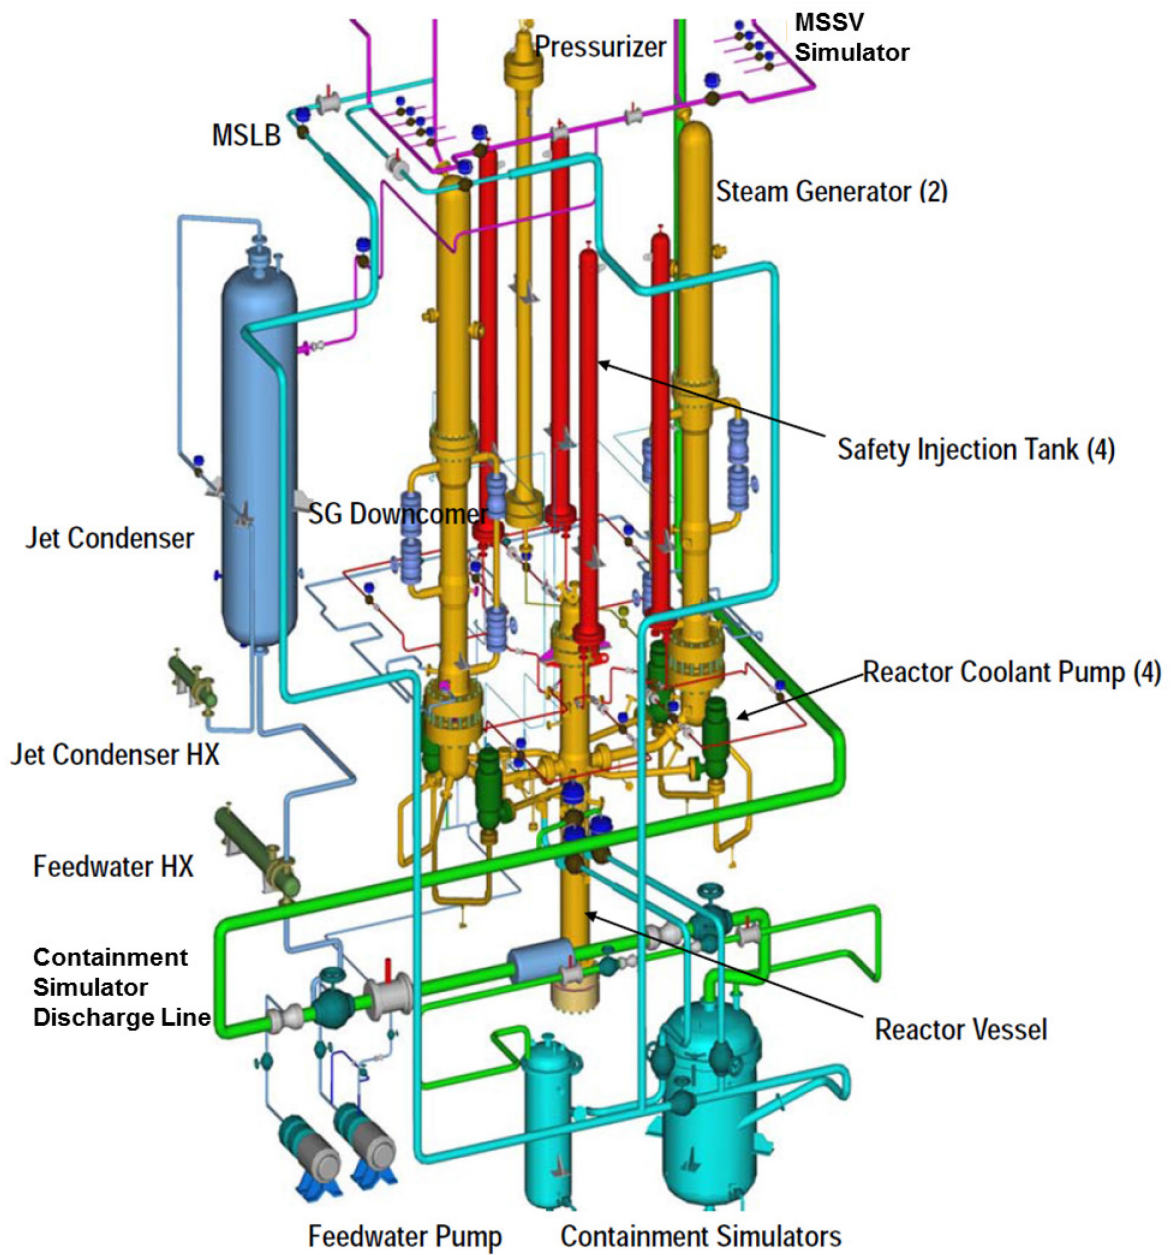 MSSV
Simulator
Pressurizer
MSLB
Steam Generator (2)
Safety Injection Tank (4)
SG Downcomer
Jet Condenser
Reactor Coolant Pump (4)
Jet Condenser HX
Feedwater HX
Containment
Simulator
Discharge Line
Reactor Vessel
Feedwater Pump
Containment Simulators